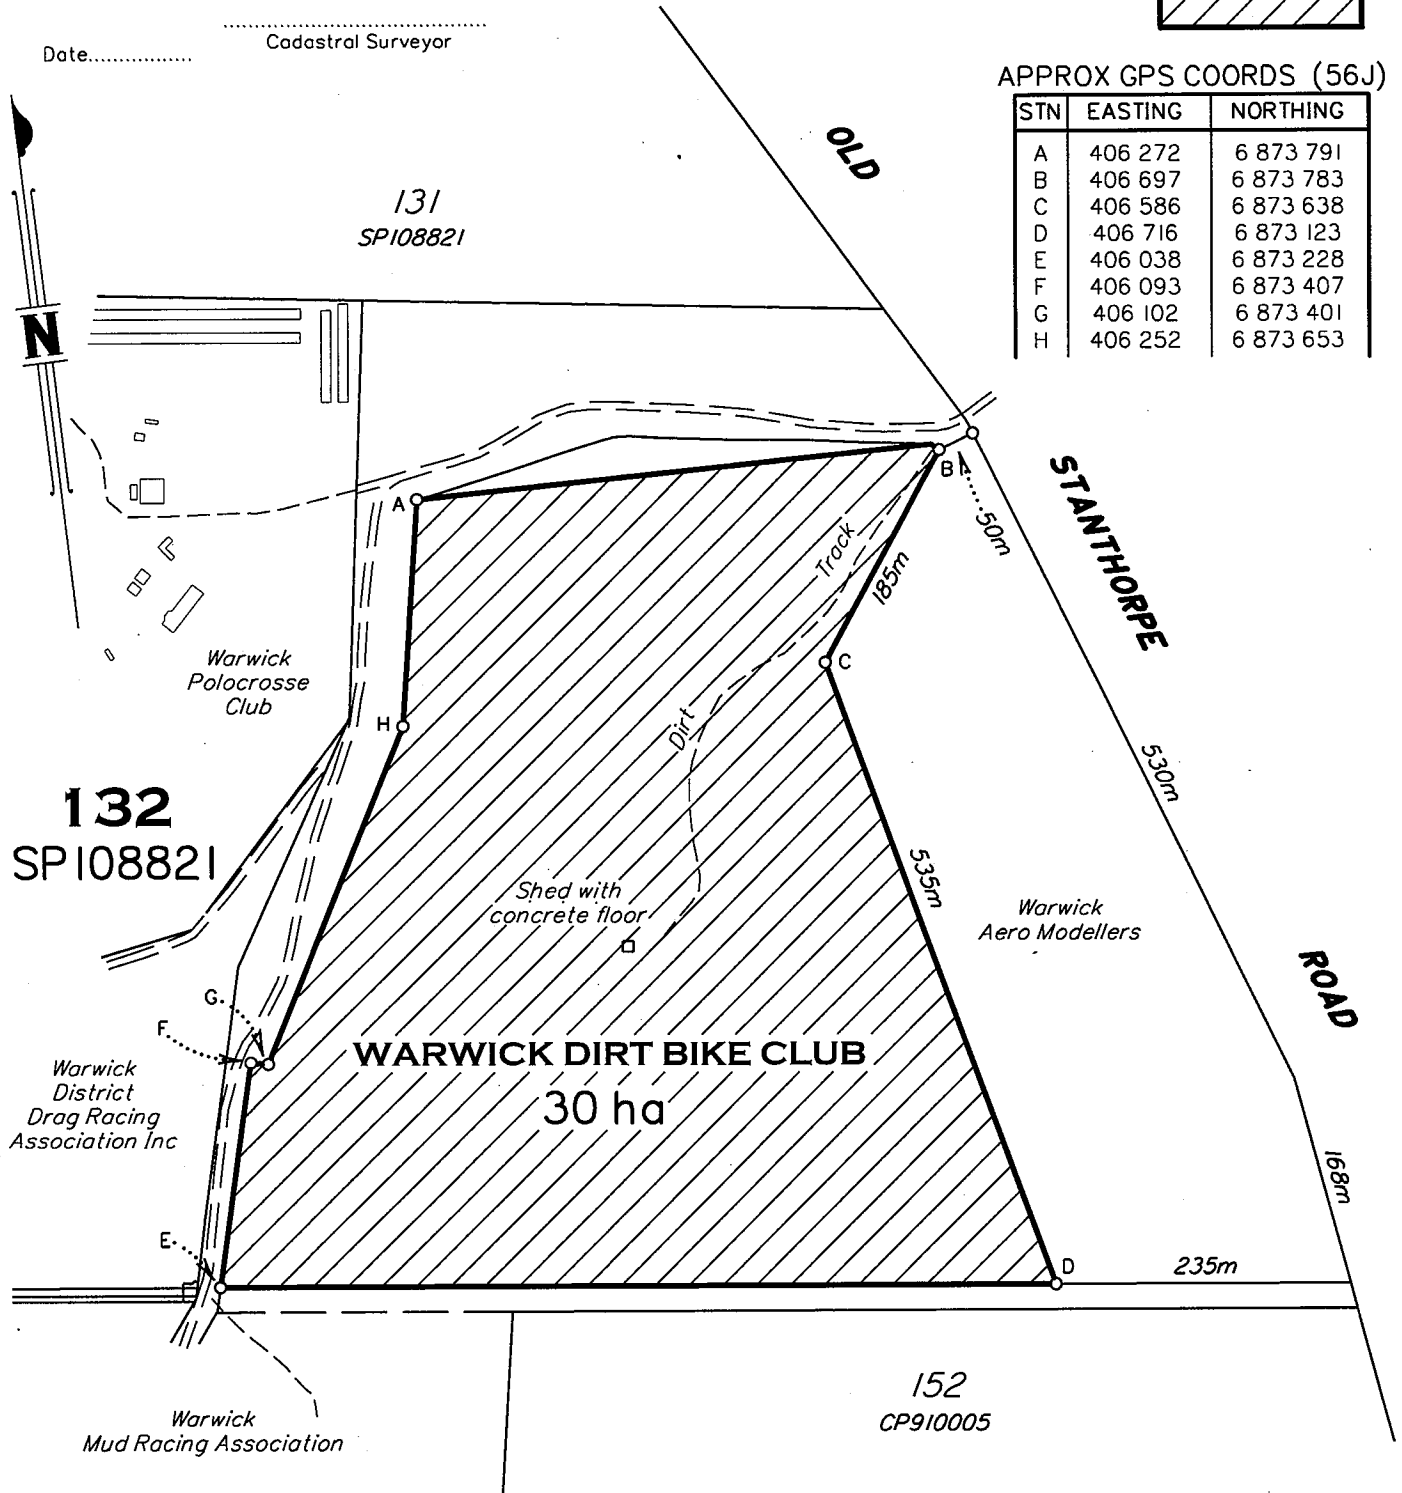 Date.................
Cadastral Surveyor
APPROX GPS COORDS (56J)
STN EASTING NORTHING
A 406 272 6 873 791
B 406 697 6 873 783
C 406 586 6 873 638
D 406 716 6 873 123
E 406 038 6 873 228
F 406 093 6 873 407
G 406 102 6 873 401
H 406 252 6 873 653
131
SP108821
N
OLD
STANTHORPE
ROAD
A
B
50m
Track
185m
C
Warwick
Polocrosse
Club
H
Dirt
530m
132
SP108821
535m
Shed with
concrete floor
Warwick
Aero Modellers
G
F
WARWICK DIRT BIKE CLUB
30 ha
Warwick
District
Drag Racing
Association Inc
168m
E
D
235m
152
CP910005
Warwick
Mud Racing Association